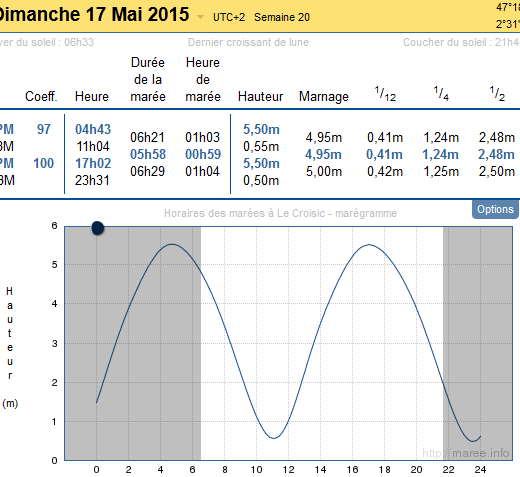 Dimanche 17 Mai 2015 UTC+2 Semaine 20
47°18
2°31'
ver du soleil : 06h33 Dernier croissant de lune Coucher du soleil : 21h4
Durée de la marée
Heure de marée
Coeff. Heure Hauteur Marnage 1/12 1/4 1/2
PM 97 04h43 5,50m
06h21 01h03 4,95m 0,41m 1,24m 2,48m
BM 11h04 0,55m
05h58 00h59 4,95m 0,41m 1,24m 2,48m
PM 100 17h02 5,50m
06h29 01h04 5,00m 0,42m 1,25m 2,50m
BM 23h31 0,50m
Options
Horaires des marées à Le Croisic - marégramme
6
5
4
3
2
1
0
Hauteur
(m)
http://maree.info
0 2 4 6 8 10 12 14 16 18 20 22 24